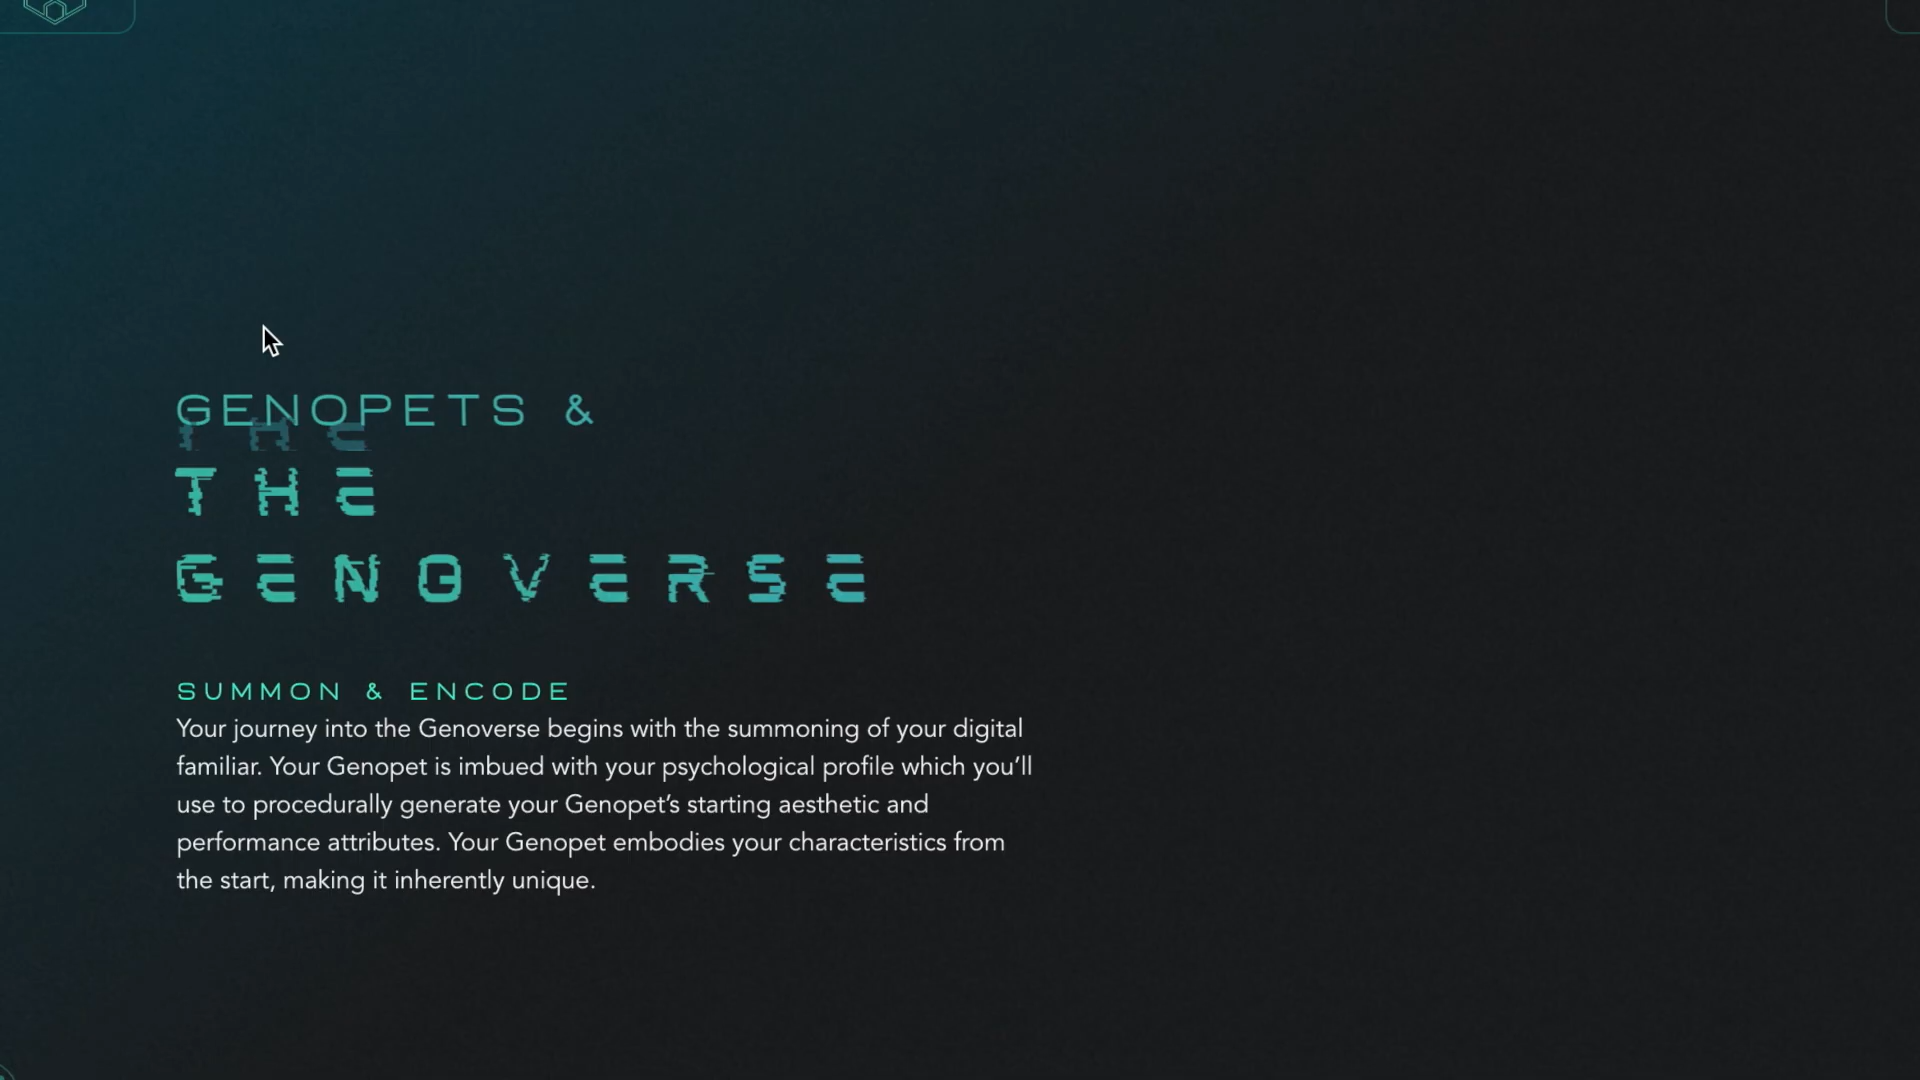 GENOPETS &
THE
GENOVERSE
SUMMON & ENCODE
Your journey into the Genoverse begins with the summoning of your digital
familiar. Your Genopet is imbued with your psychological profile which you’ll
use to procedurally generate your Genopet’s starting aesthetic and
performance attributes. Your Genopet embodies your characteristics from
the start, making it inherently unique.